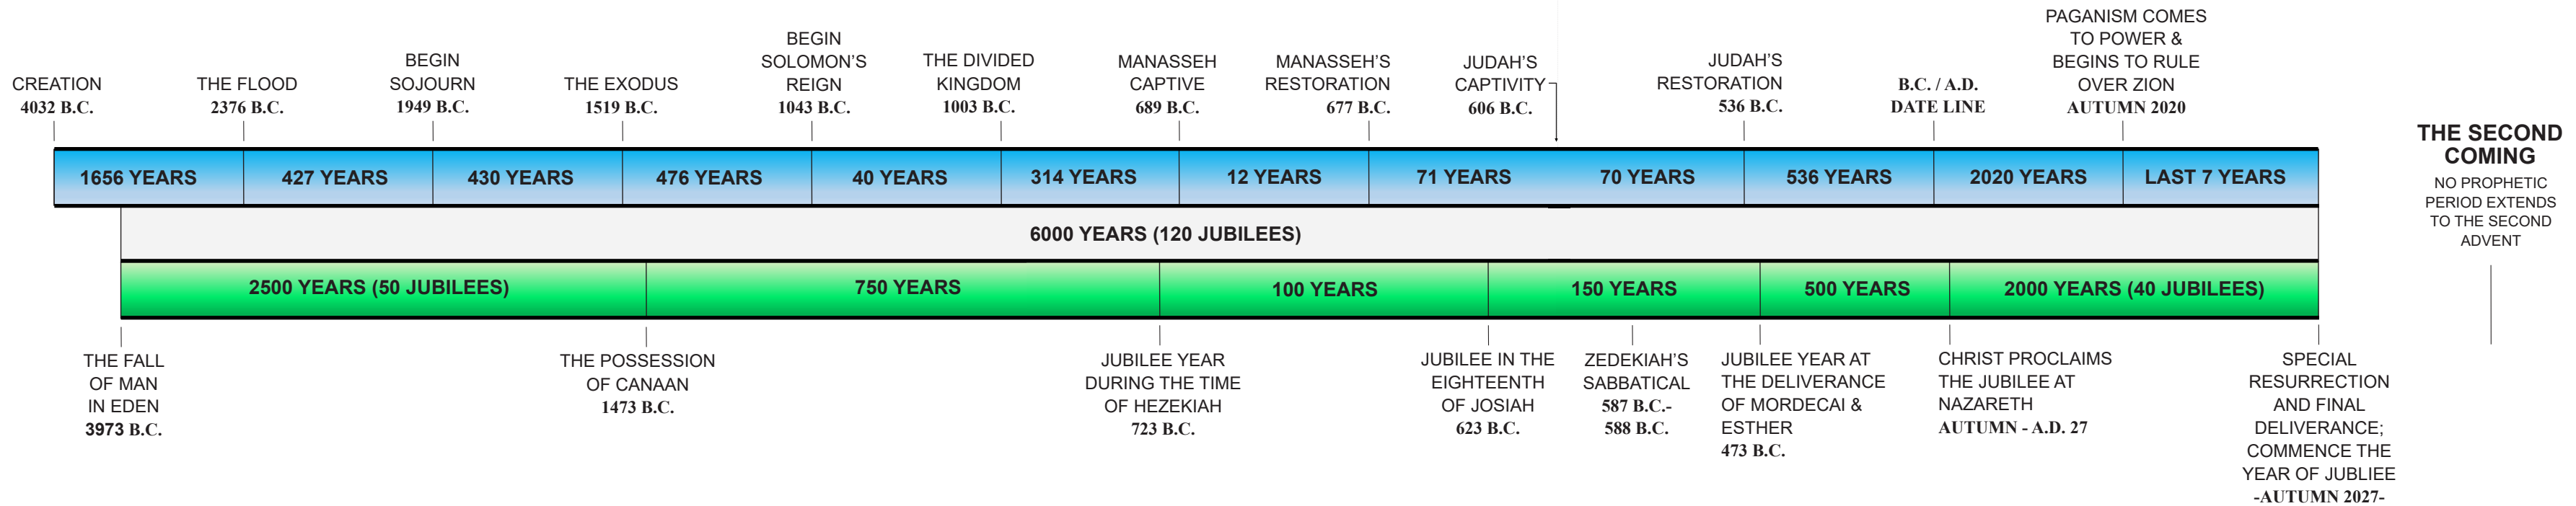 CREATION
4032 B.C.
THE FLOOD
2376 B.C.
BEGIN
SOJOURN
1949 B.C.
THE EXODUS
1519 B.C.
BEGIN
SOLOMON'S
REIGN
1043 B.C.
THE DIVIDED
KINGDOM
1003 B.C.
MANASSEH
CAPTIVE
689 B.C.
MANASSEH'S
RESTORATION
677 B.C.
JUDAH'S
CAPTIVITY
606 B.C.
JUDAH'S
RESTORATION
536 B.C.
B.C. / A.D.
DATE LINE
PAGANISM COMES
TO POWER &
BEGINS TO RULE
OVER ZION
AUTUMN 2020
THE SECOND
COMING
NO PROPHETIC
PERIOD EXTENDS
TO THE SECOND
ADVENT
1656 YEARS
427 YEARS
430 YEARS
476 YEARS
40 YEARS
314 YEARS
12 YEARS
71 YEARS
70 YEARS
536 YEARS
2020 YEARS
LAST 7 YEARS
6000 YEARS (120 JUBILEES)
2500 YEARS (50 JUBILEES)
750 YEARS
100 YEARS
150 YEARS
500 YEARS
2000 YEARS (40 JUBILEES)
THE FALL
OF MAN
IN EDEN
3973 B.C.
THE POSSESSION
OF CANAAN
1473 B.C.
JUBILEE YEAR
DURING THE TIME
OF HEZEKIAH
723 B.C.
JUBILEE IN THE
EIGHTEENTH
OF JOSIAH
623 B.C.
ZEDEKIAH'S
SABBATICAL
587 B.C.-
588 B.C.
JUBILEE YEAR AT
THE DELIVERANCE
OF MORDECAI &
ESTHER
473 B.C.
CHRIST PROCLAIMS
THE JUBILEE AT
NAZARETH
AUTUMN - A.D. 27
SPECIAL
RESURRECTION
AND FINAL
DELIVERANCE;
COMMENCE THE
YEAR OF JUBLIEE
-AUTUMN 2027-